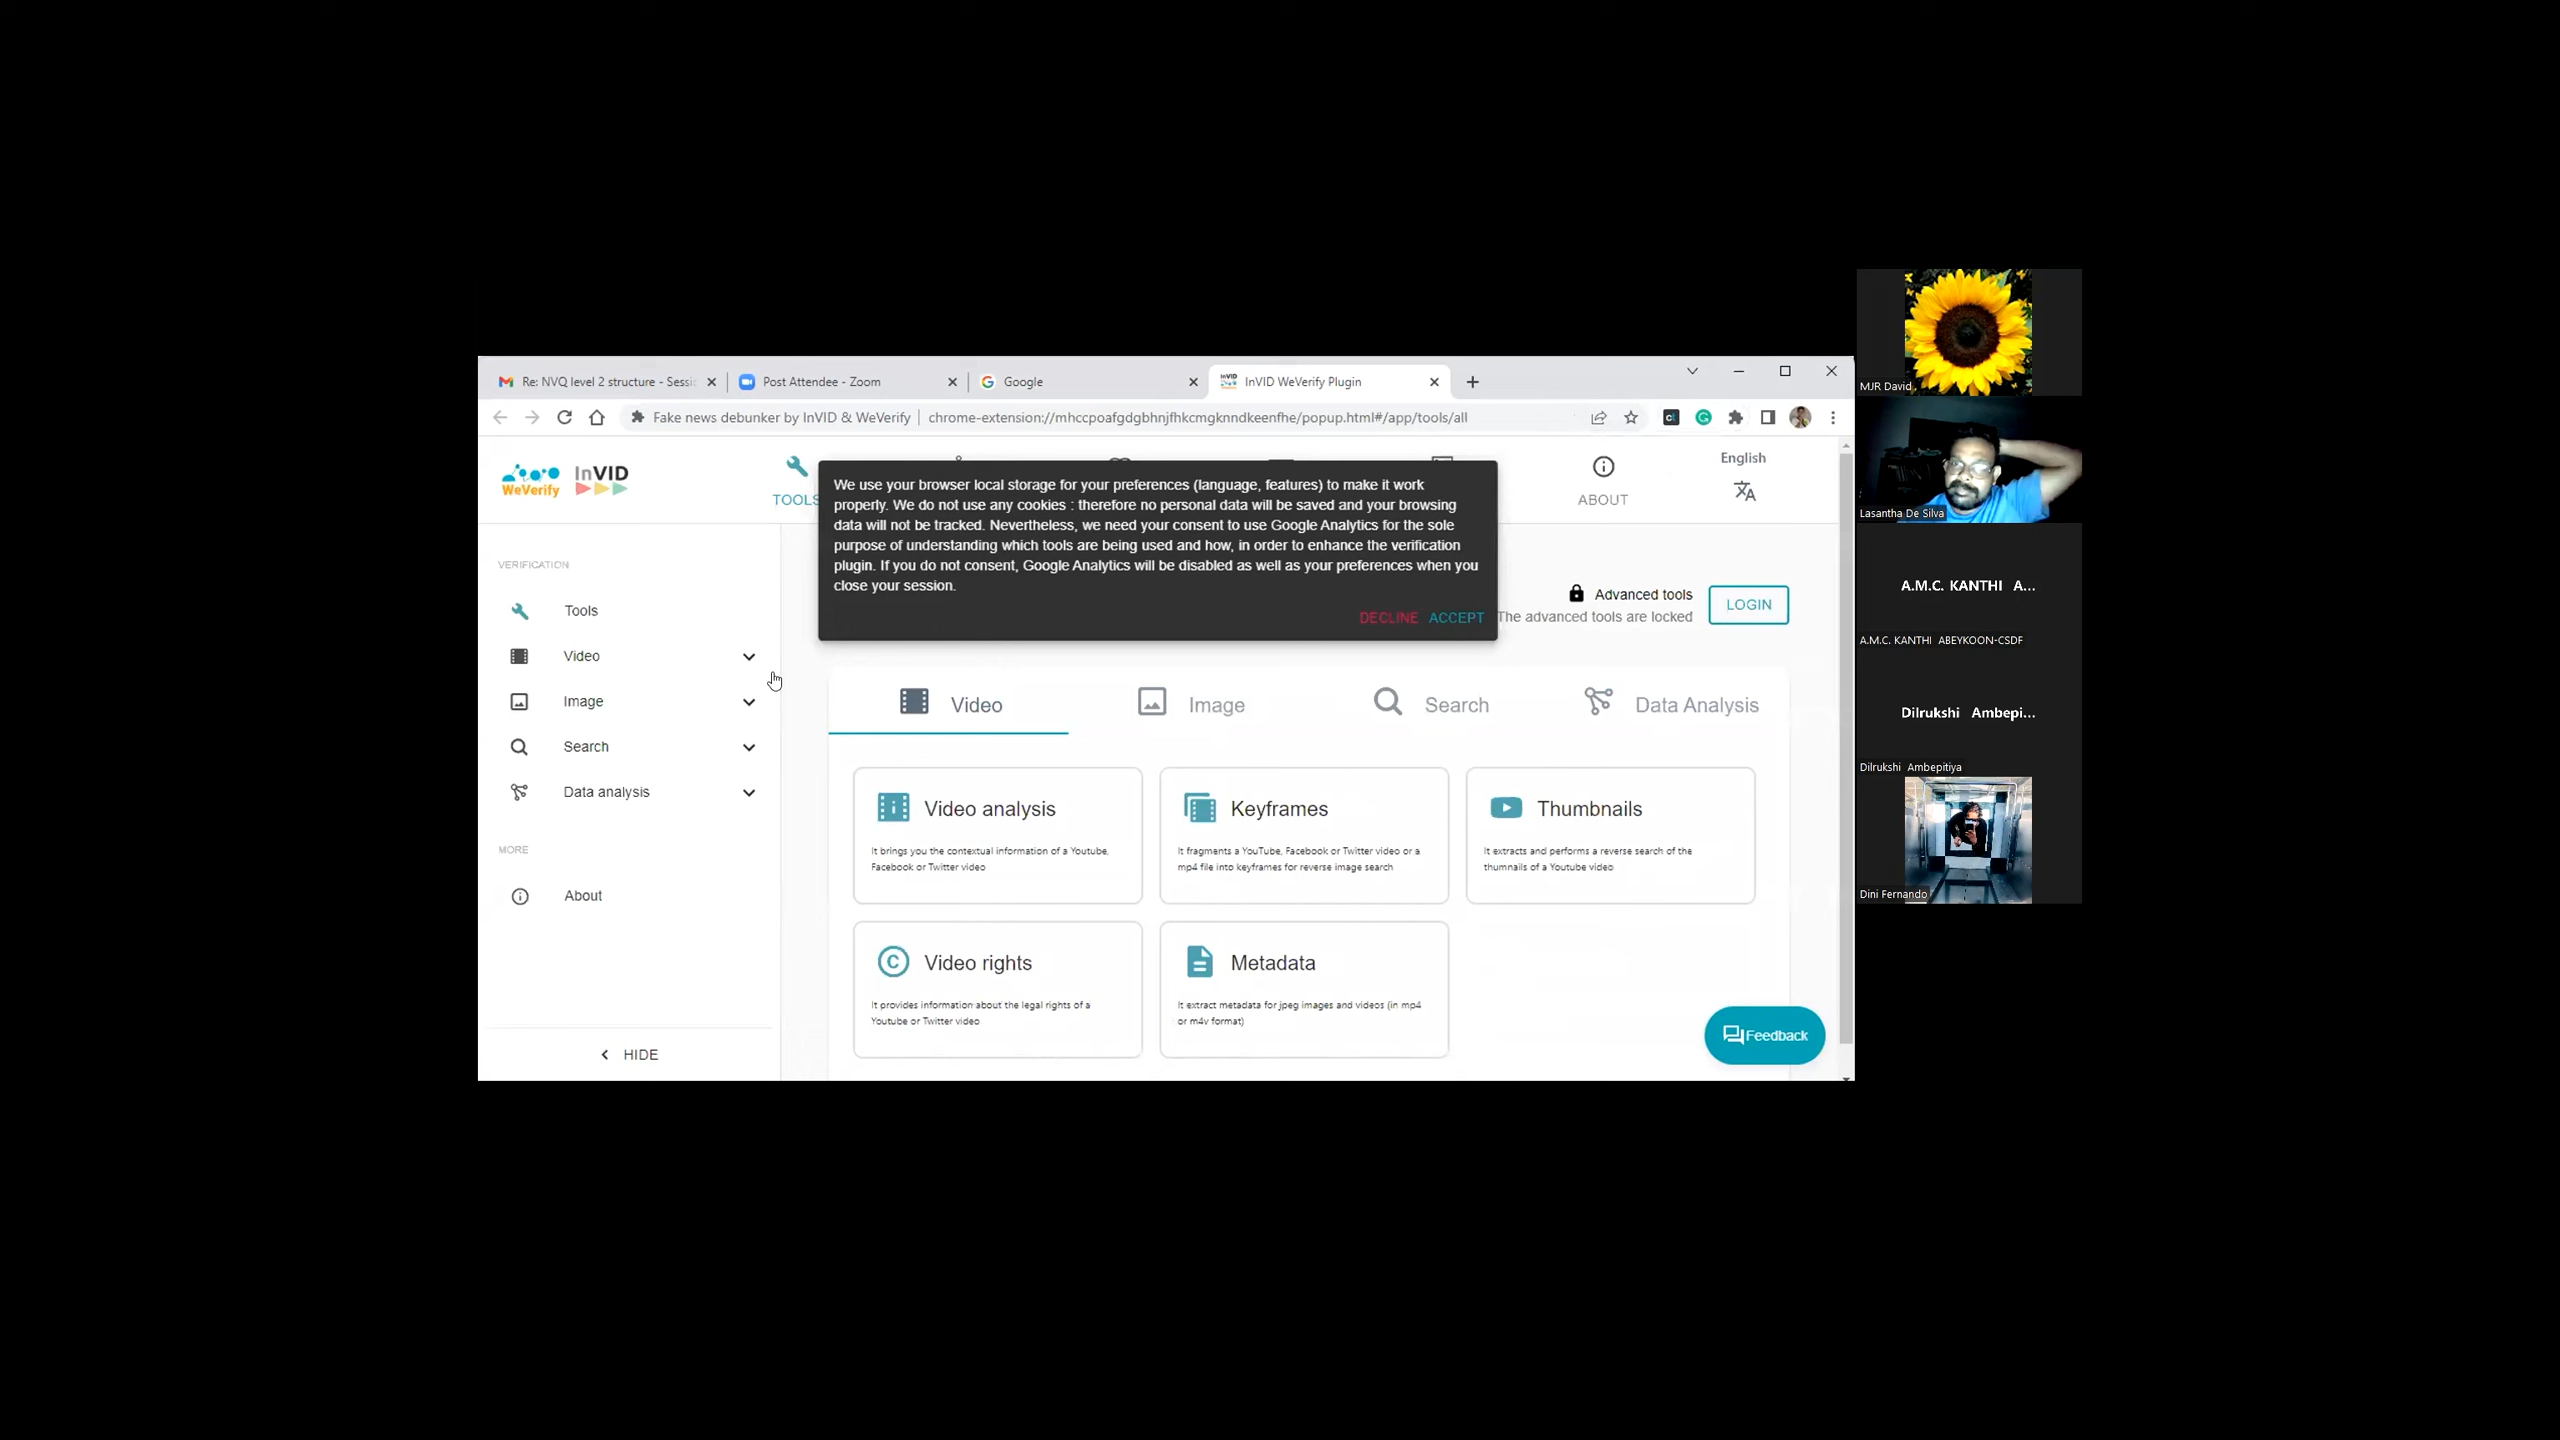 Re: NVQ level 2 structure - Sessi
Post Attendee - Zoom
Google
InVID WeVerify Plugin
Fake news debunker by InVID & WeVerify
chrome-extension://mhccpoafgdgbhnjfhkcmgknndkeenfhe/popup.html#/app/tools/all
WeVerify
InVID
TOOLS
ABOUT
English
We use your browser local storage for your preferences (language, features) to make it work
properly. We do not use any cookies : therefore no personal data will be saved and your browsing
data will not be tracked. Nevertheless, we need your consent to use Google Analytics for the sole
purpose of understanding which tools are being used and how, in order to enhance the verification
plugin. If you do not consent, Google Analytics will be disabled as well as your preferences when you
close your session.
DECLINE ACCEPT
Advanced tools
The advanced tools are locked
LOGIN
VERIFICATION
Tools
Video
Image
Search
Data analysis
MORE
About
HIDE
Video
Image
Search
Data Analysis
Video analysis
It brings you the contextual information of a Youtube,
Facebook or Twitter video
Keyframes
It fragments a YouTube, Facebook or Twitter video or a
mp4 file into keyframes for reverse image search
Thumbnails
It extracts and performs a reverse search of the
thumnails of a Youtube video
Video rights
It provides information about the legal rights of a
Youtube or Twitter video
Metadata
It extract metadata for jpeg images and videos (in mp4
or m4v format)
Feedback
MJR David
Lasantha De Silva
A.M.C. KANTHI A...
A.M.C. KANTHI ABEYKOON-CSDF
Dilrukshi Ambepi...
Dilrukshi Ambepitiya
Dini Fernando